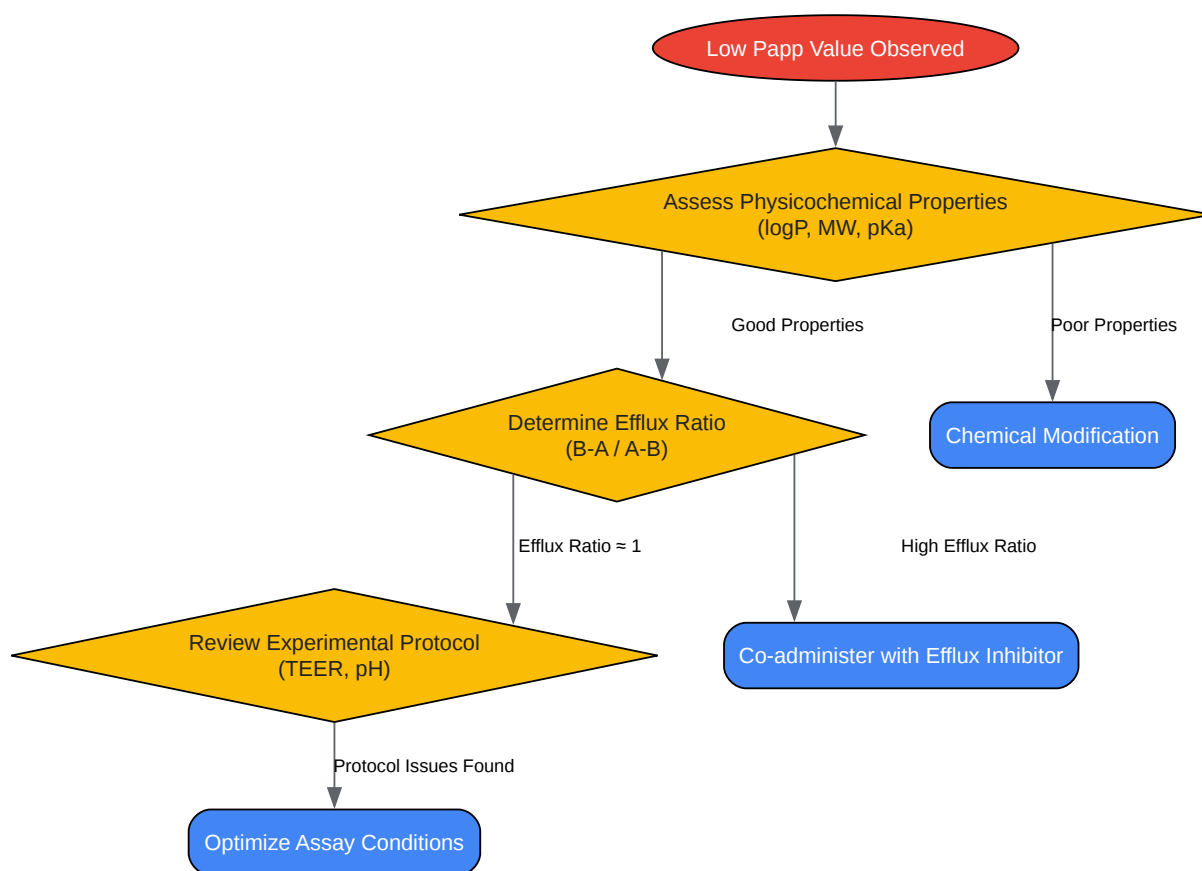 Low Papp Value Observed
Assess Physicochemical Properties
(logP, MW, pKa)
Good Properties
Poor Properties
Determine Efflux Ratio
(B-A / A-B)
Chemical Modification
Efflux Ratio ≈ 1
High Efflux Ratio
Review Experimental Protocol
(TEER, pH)
Co-administer with Efflux Inhibitor
Protocol Issues Found
Optimize Assay Conditions